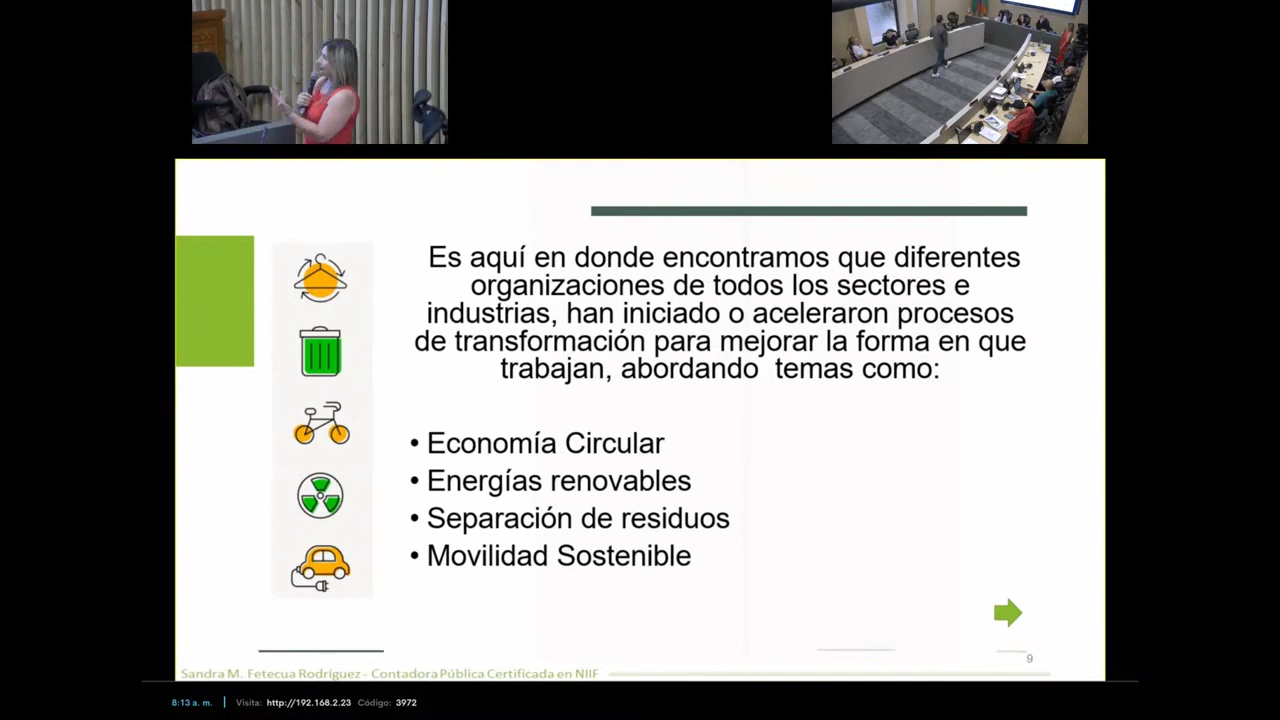 Es aquí en donde encontramos que diferentes
organizaciones de todos los sectores e
industrias, han iniciado o aceleraron procesos
de transformación para mejorar la forma en que
trabajan, abordando temas como:
• Economía Circular
• Energías renovables
• Separación de residuos
• Movilidad Sostenible
9
Sandra M. Fetecua Rodríguez - Contadora Pública Certificada en NIIF
8:13 a. m. | Visita: http://192.168.2.23 Código: 3972